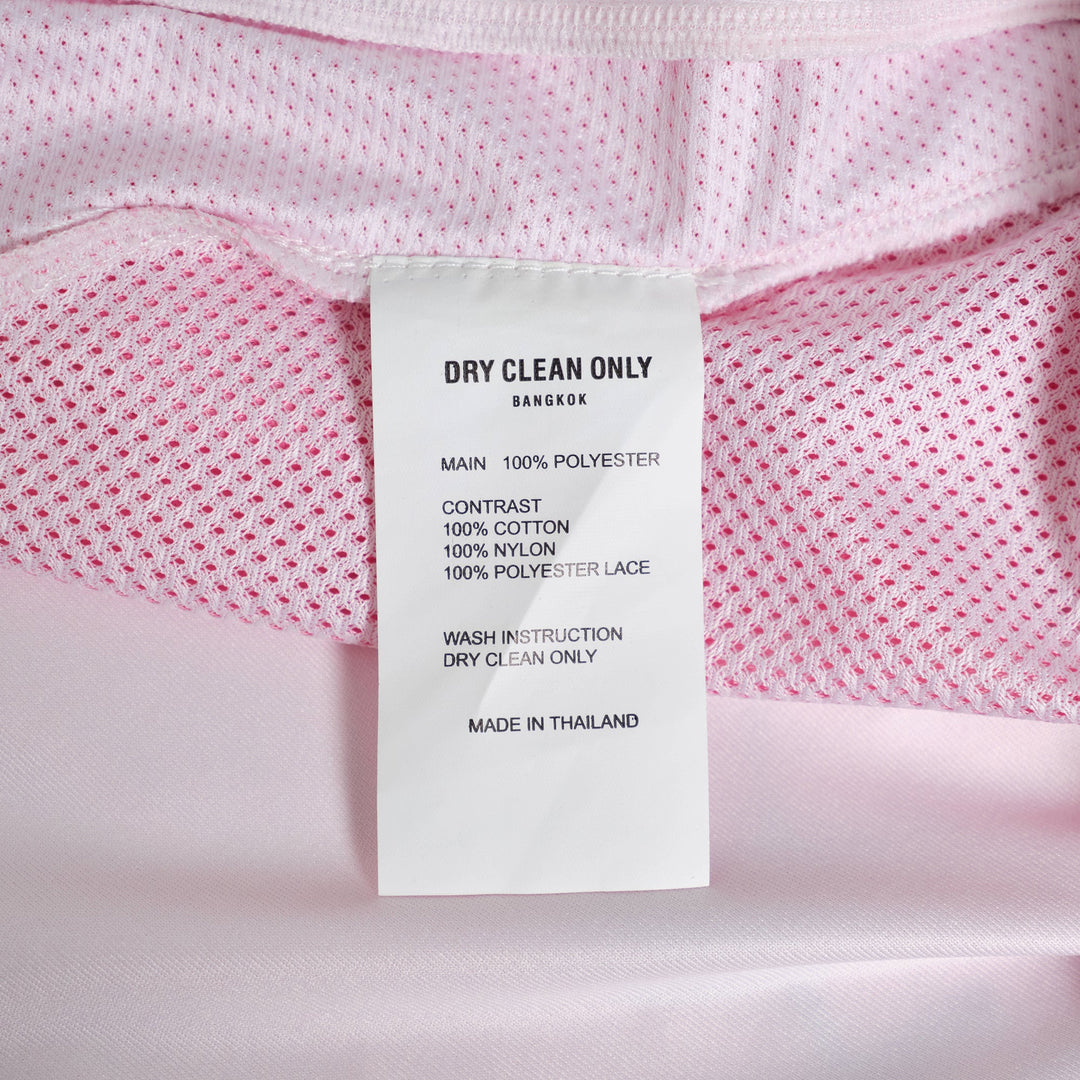 DRY CLEAN ONLY
BANGKOK
MAIN 100% POLYESTER
CONTRAST
100% COTTON
100% NYLON
100% POLYESTER LACE
WASH INSTRUCTION
DRY CLEAN ONLY
MADE IN THAILAND